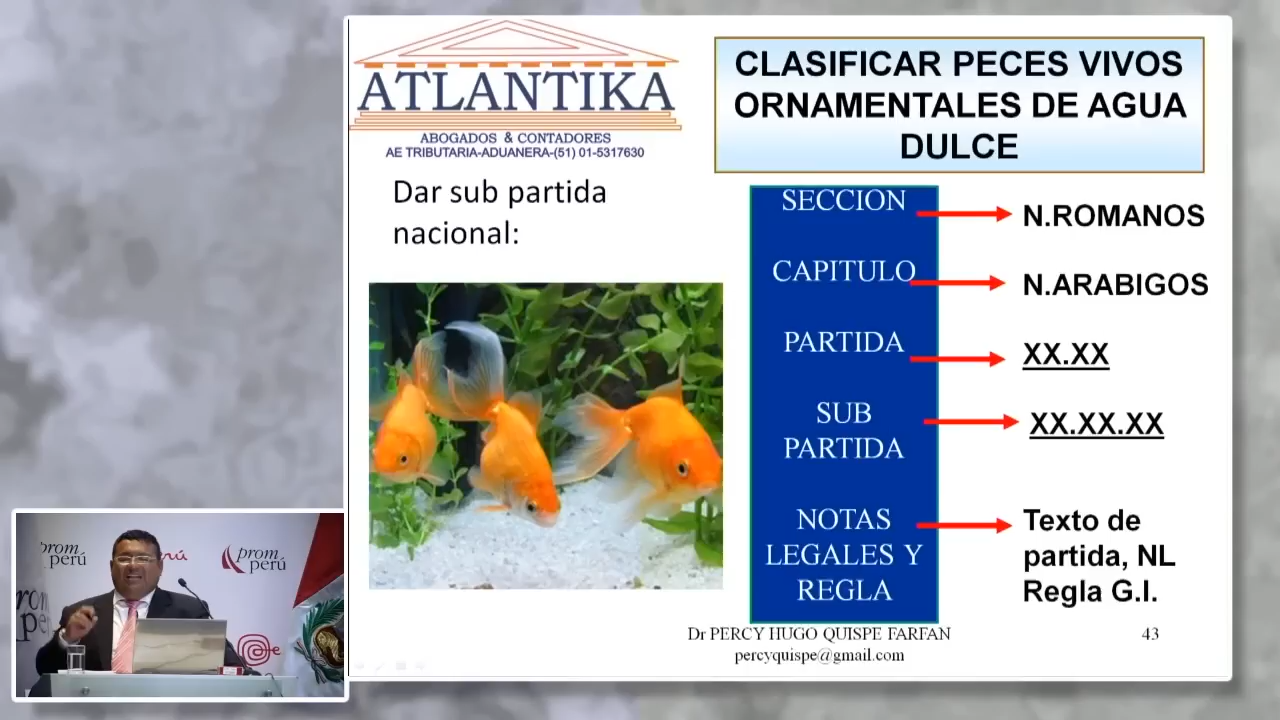 ATLANTIKA
ABOGADOS & CONTADORES
AE TRIBUTARIA-ADUANERA-(51) 01-5317630
CLASIFICAR PECES VIVOS
ORNAMENTALES DE AGUA
DULCE
Dar sub partida
nacional:
SECCION
N.ROMANOS
CAPITULO
N.ARABIGOS
PARTIDA
XX.XX
SUB
PARTIDA
XX.XX.XX
NOTAS
LEGALES Y
REGLA
Texto de
partida, NL
Regla G.I.
Dr PERCY HUGO QUISPE FARFAN
percyquispe@gmail.com
43
prom
perú
prom
perú